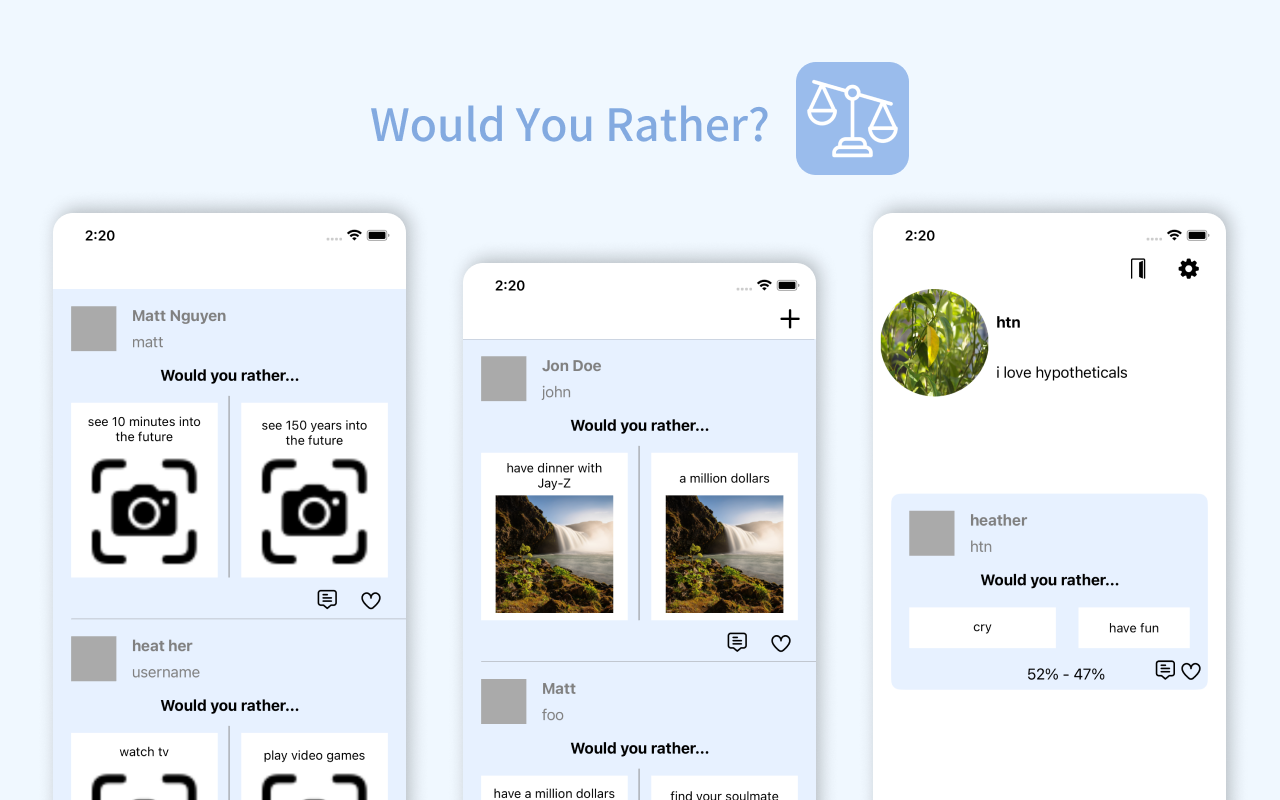 Would You Rather?
2:20
Matt Nguyen
matt
Would you rather...
see 10 minutes into
the future
see 150 years into
the future
heat her
username
Would you rather...
watch tv
play video games
2:20
Jon Doe
john
Would you rather...
have dinner with
Jay-Z
a million dollars
Matt
foo
Would you rather...
have a million dollars
find your soulmate
2:20
htn
i love hypotheticals
heather
htn
Would you rather...
cry
have fun
52% - 47%